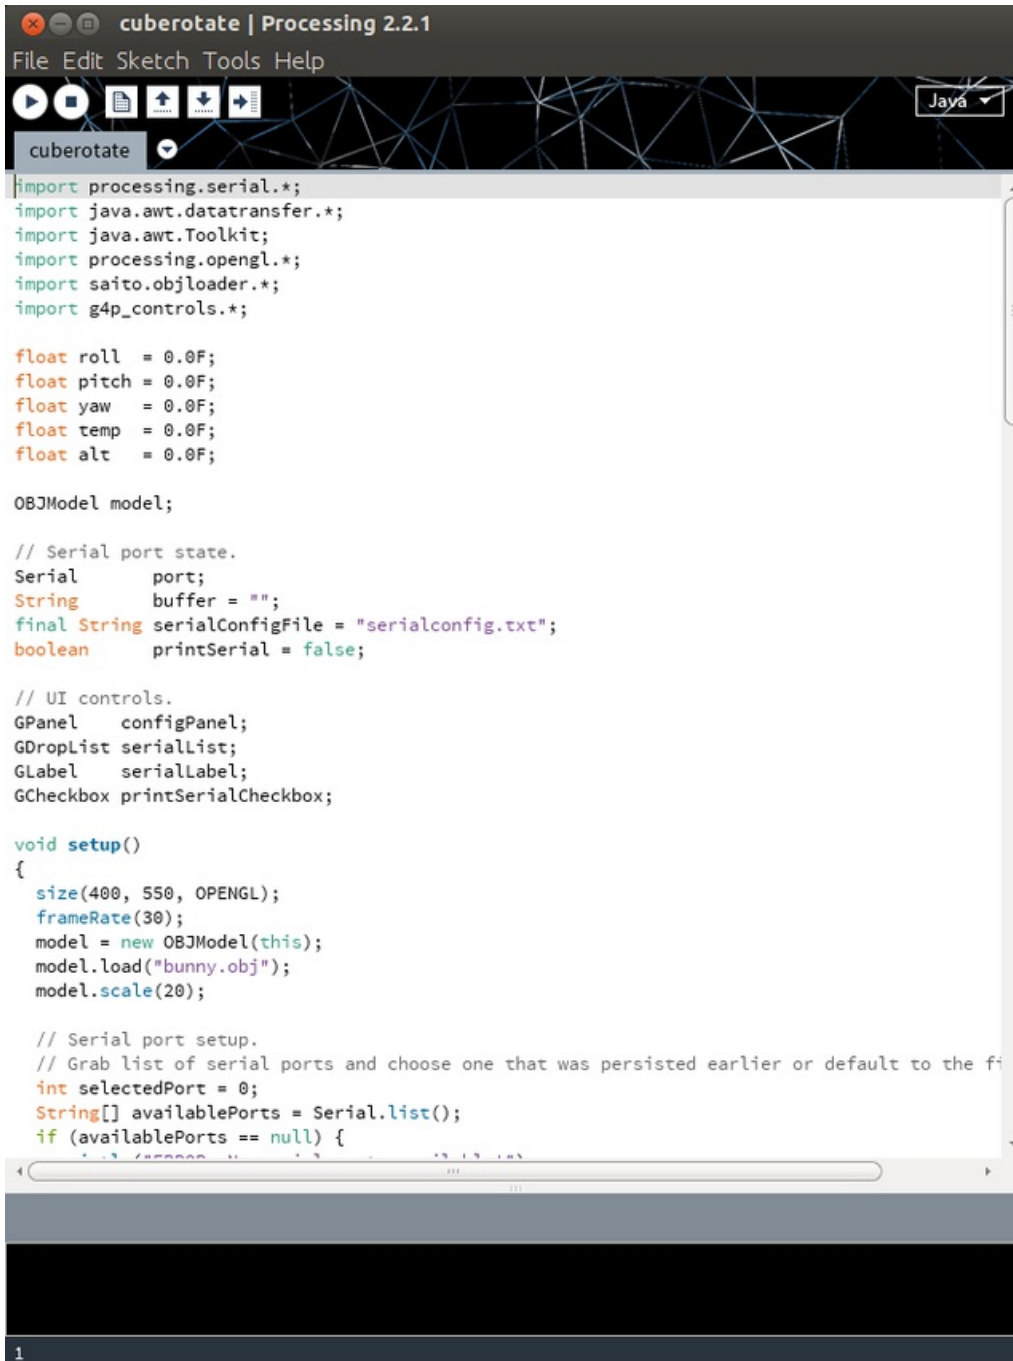 cuberotate | Processing 2.2.1
File Edit Sketch Tools Help
Java
cuberotate
import processing.serial.*;
import java.awt.datatransfer.*;
import java.awt.Toolkit;
import processing.opengl.*;
import saito.objloader.*;
import g4p_controls.*;
float roll  = 0.0F;
float pitch = 0.0F;
float yaw   = 0.0F;
float temp  = 0.0F;
float alt   = 0.0F;
OBJModel model;
// Serial port state.
Serial       port;
String       buffer = "";
final String serialConfigFile = "serialconfig.txt";
boolean      printSerial = false;
// UI controls.
GPanel    configPanel;
GDropList serialList;
GLabel    serialLabel;
GCheckbox printSerialCheckbox;
void setup()
{
  size(400, 550, OPENGL);
  frameRate(30);
  model = new OBJModel(this);
  model.load("bunny.obj");
  model.scale(20);
  // Serial port setup.
  // Grab list of serial ports and choose one that was persisted earlier or default to the
  int selectedPort = 0;
  String[] availablePorts = Serial.list();
  if (availablePorts == null) {
1